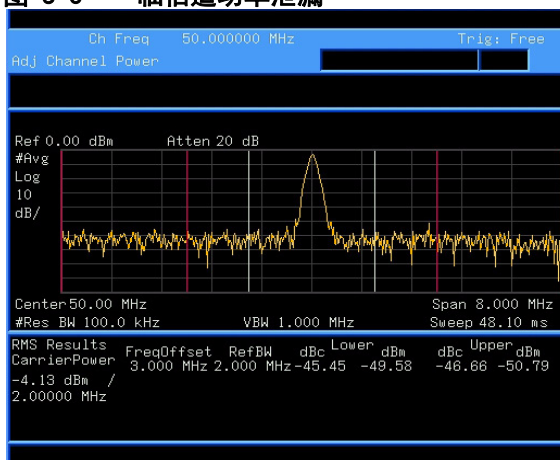 Ch Freq 50.000000 MHz Trig: Free
Adj Channel Power
Ref 0.00 dBm Atten 20 dB
#Avg
Log
10
dB/
Center 50.00 MHz Span 8.000 MHz
#Res BW 100.0 kHz VBW 1.000 MHz Sweep 48.10 ms
RMS Results
CarrierPower FreqOffset RefBW dBc Lower dBm dBc Upper dBm
-4.13 dBm / 3.000 MHz 2.000 MHz -45.45 -49.58 -46.66 -50.79
2.00000 MHz